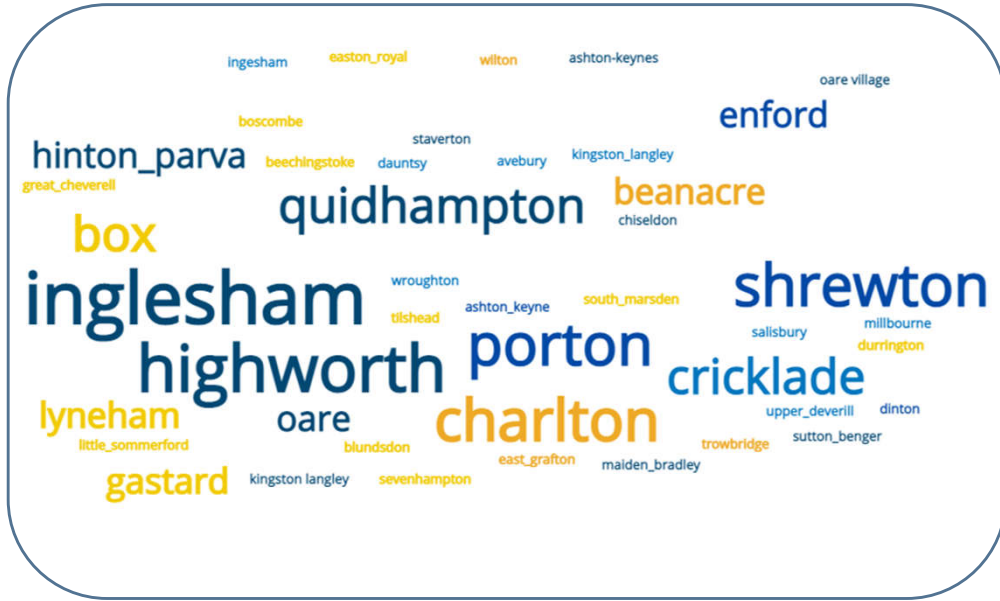 ingesham easton_royal wilton ashton-keynes
oare village
boscombe enford
staverton
hinton_parva beechingstoke dauntsy avebury kingston_langley
great_cheverell quidhampton beanacre
chiseldon
box
inglesham wroughton shrewton
tilshead ashton_keyne south_marsden
salisbury millbourne
highworth porton durrington
cricklade
lyneham oare charlton upper_deverill dinton
little_sommerford blundsdon trowbridge sutton_benger
east_grafton maiden_bradley
gastard kingston langley sevenhampton